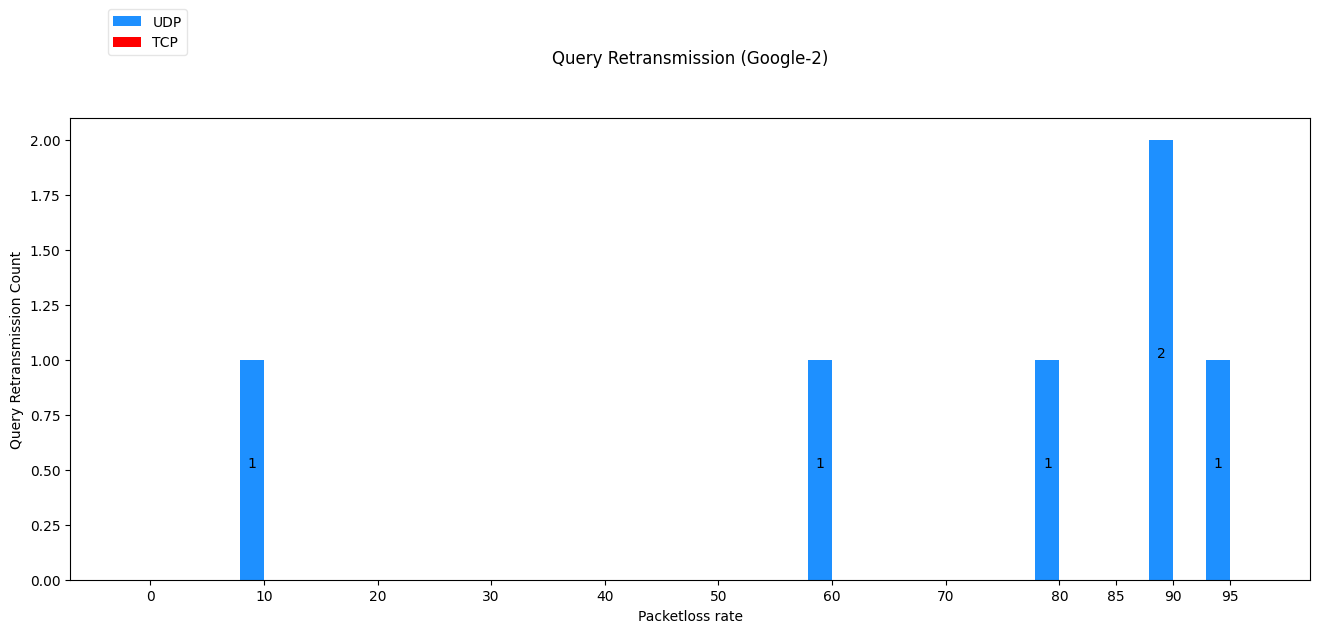 UDP
TCP
Query Retransmission (Google-2)
Query Retransmission Count
2.00
1.75
1.50
1.25
1.00
0.75
0.50
0.25
0.00
1
1
1
2
1
0 10 20 30 40 50 60 70 80 85 90 95
Packetloss rate